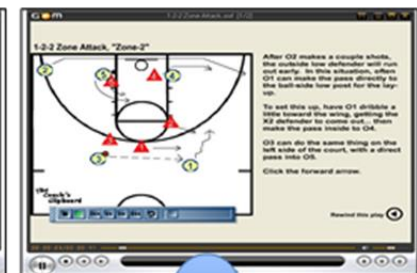 GOM
1-2-2 Zone Attack, "Zone-2"
After O2 makes a couple shots,
the outside low defender will run
out early. In this situation, often
O1 can make the pass directly to
the ball-side low post for the lay-
up.
To set this up, have O1 dribble a
little toward the wing, getting the
X2 defender to come out... then
make the pass inside to O4.
O3 can do the same thing on the
left side of the court, with a direct
pass into O5.
Click the forward arrow.
2
5
4
3
1
The
Coach's
Clipboard
Rewind this play